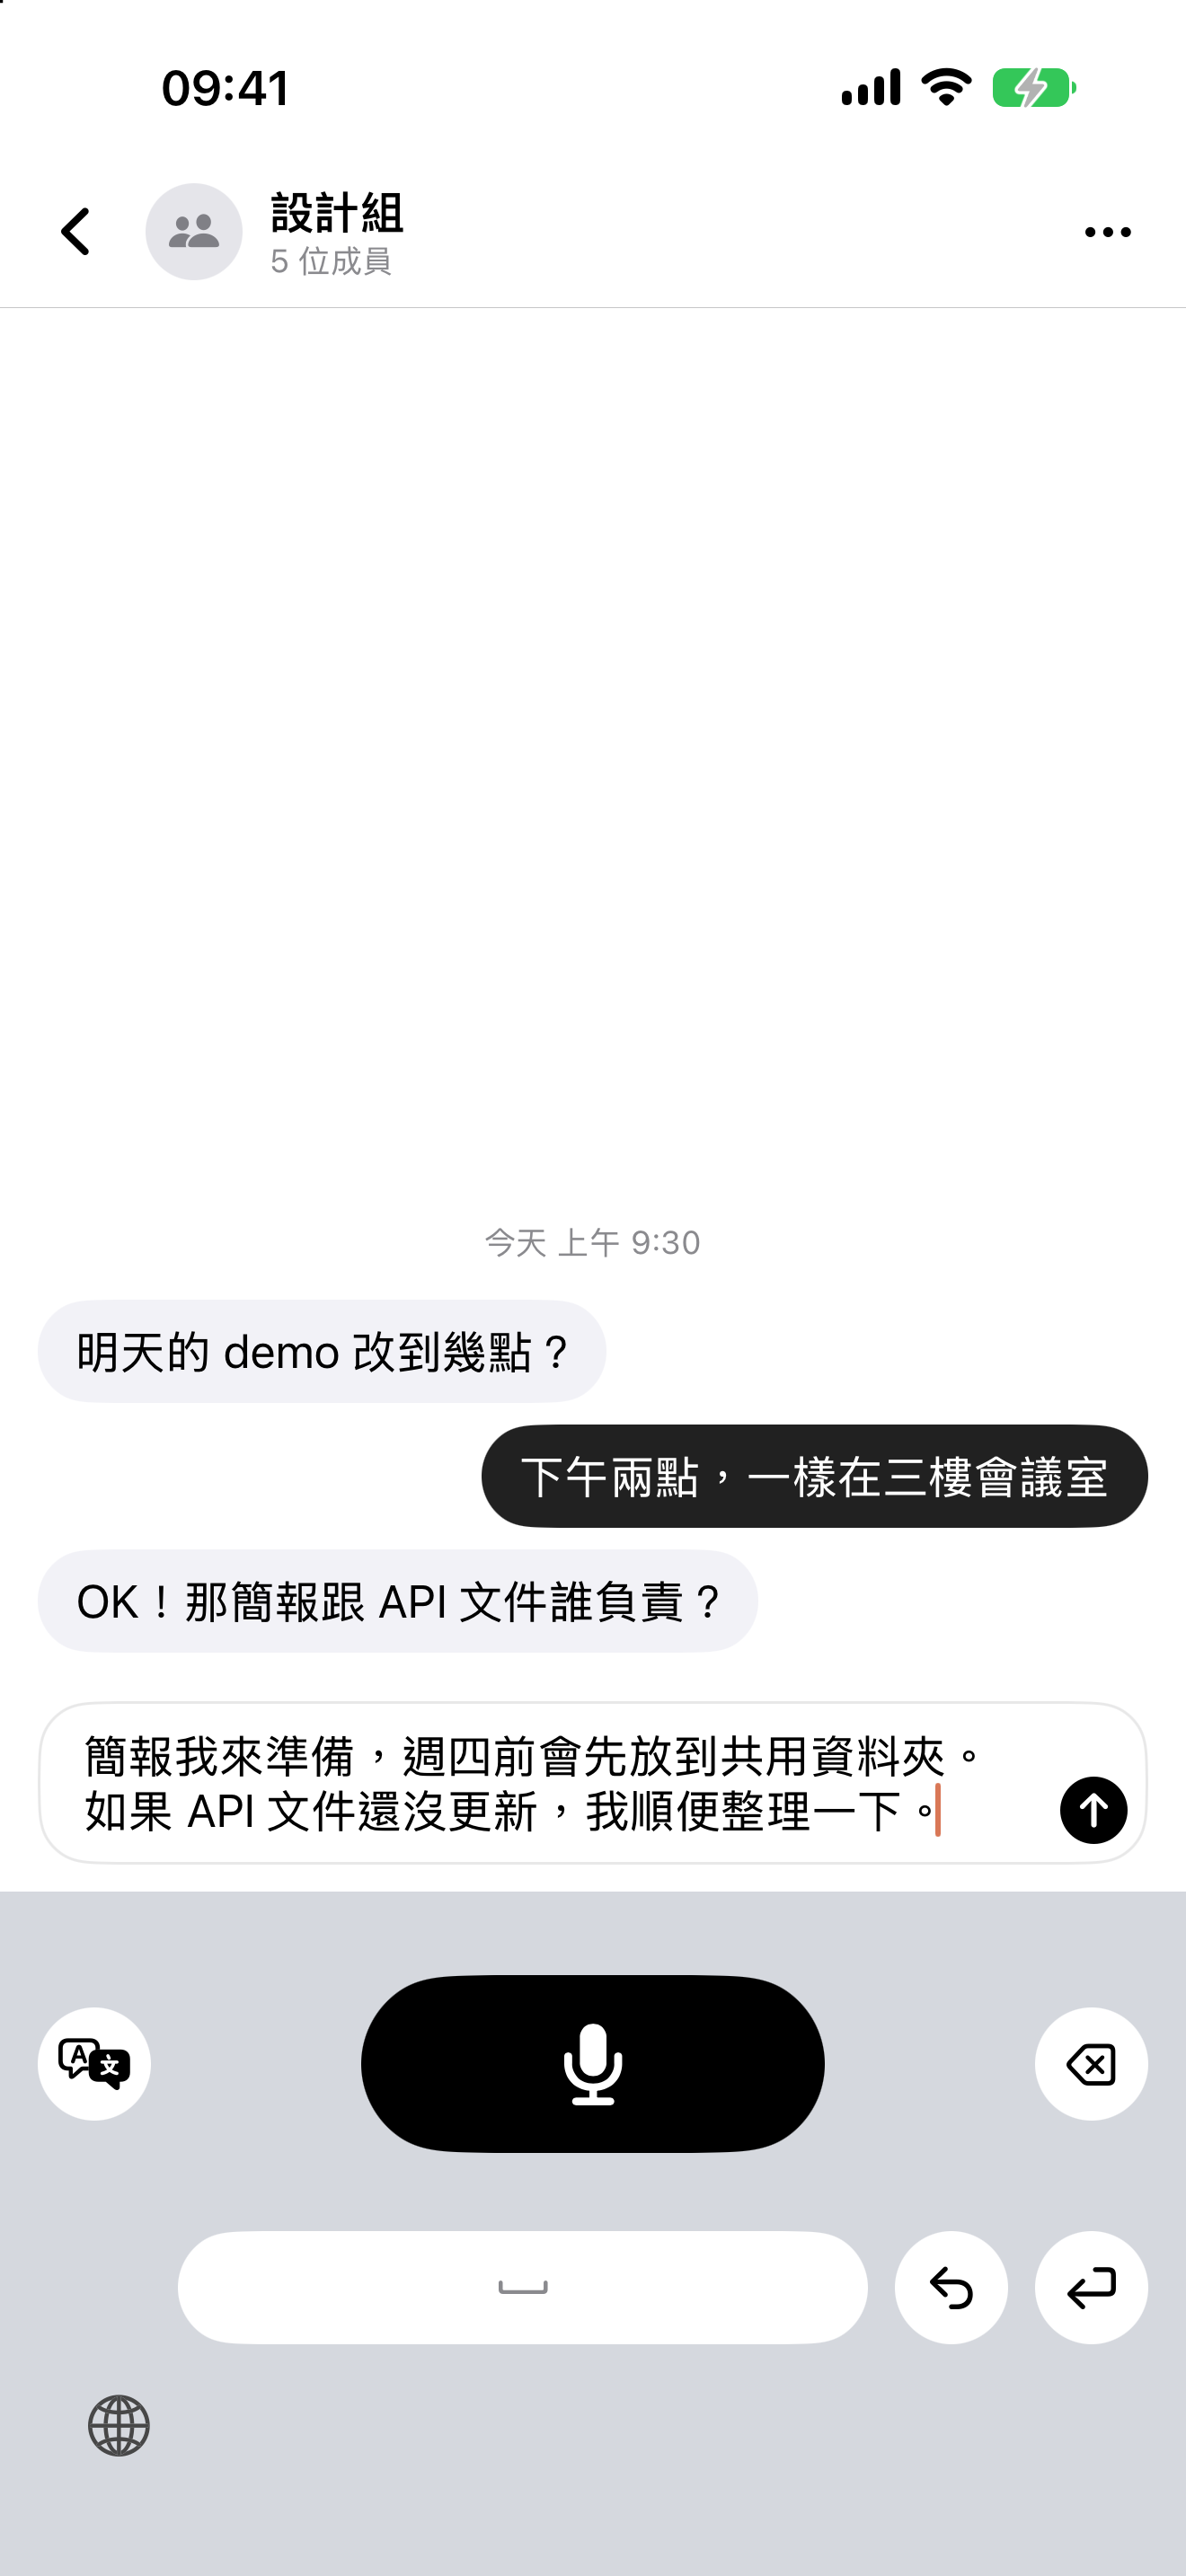 09:41
設計組
5 位成員
今天 上午 9:30
明天的 demo 改到幾點？
下午兩點，一樣在三樓會議室
OK！那簡報跟 API 文件誰負責？
簡報我來準備，週四前會先放到共用資料夾。
如果 API 文件還沒更新，我順便整理一下。
A 文